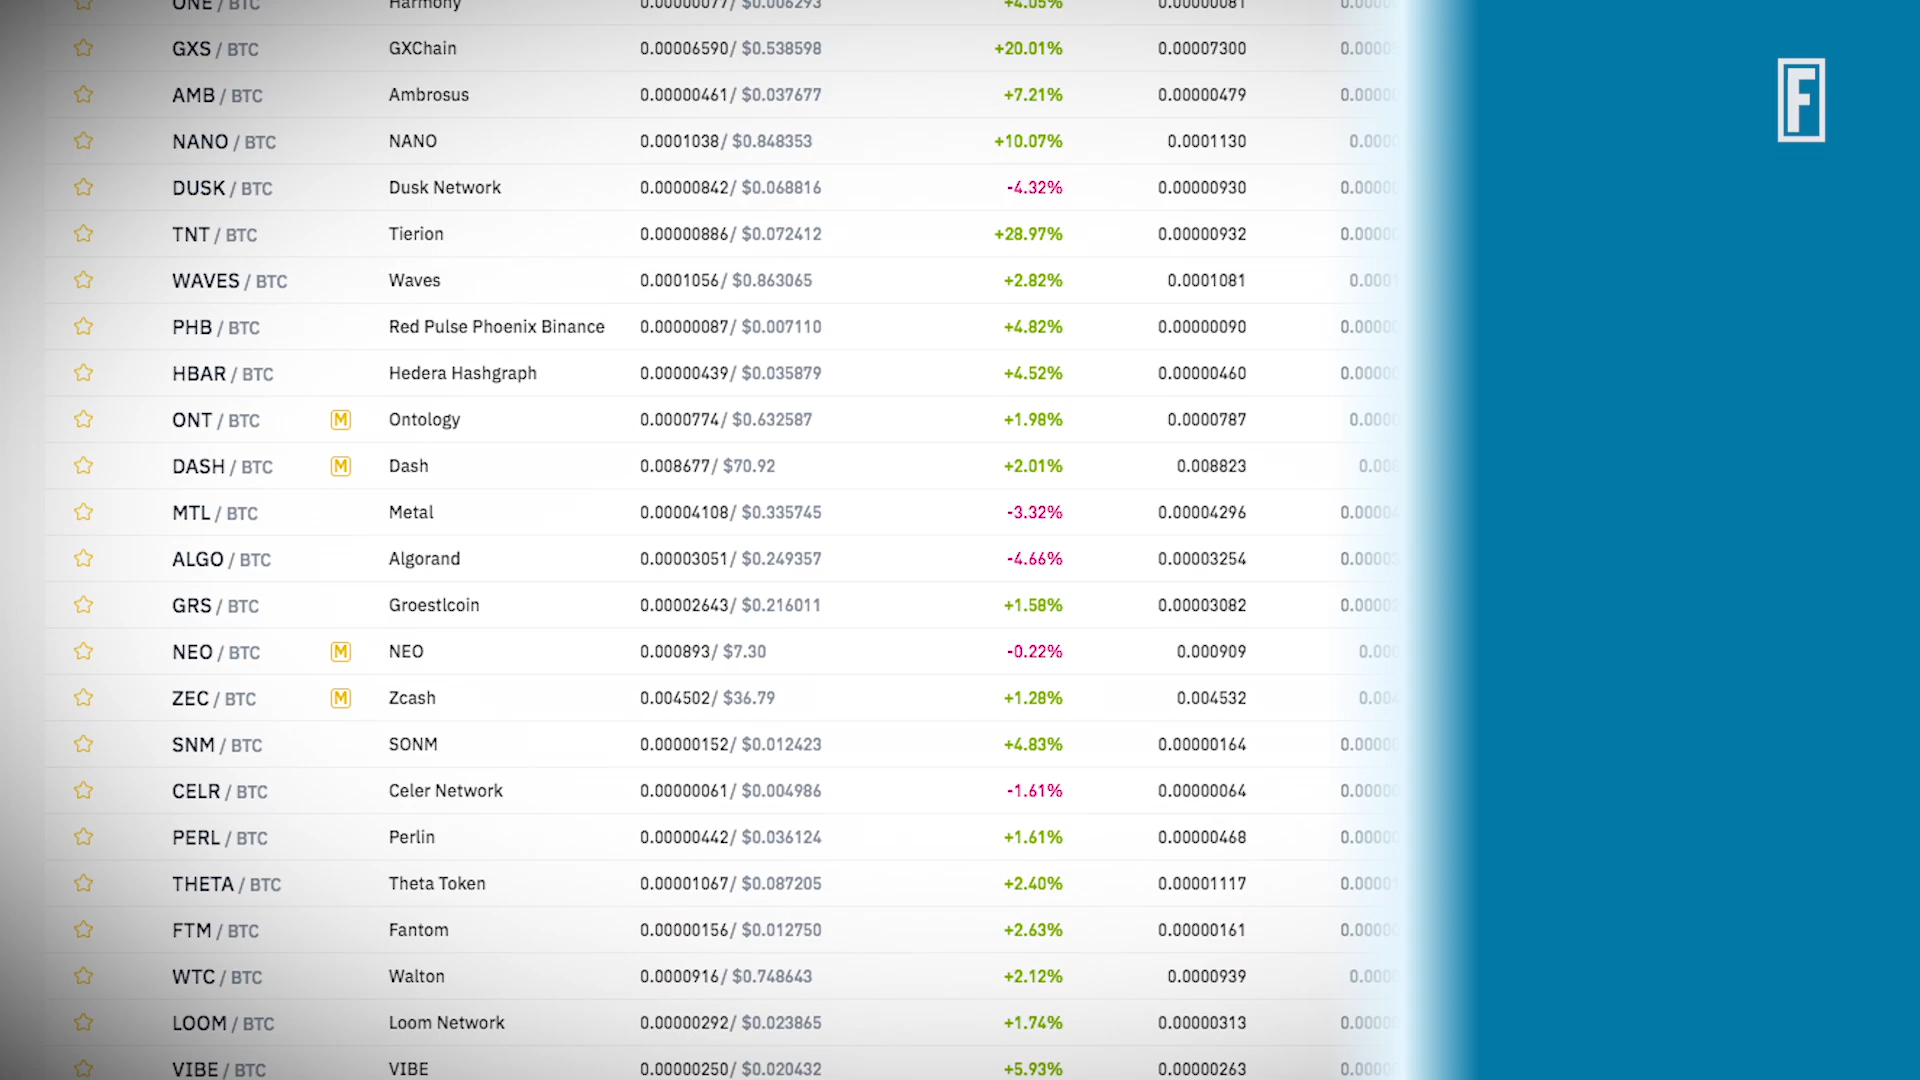 ONE / BTC Harmony 0.00000077/ $0.006293 +4.05% 0.00000081
GXS / BTC GXChain 0.00006590/ $0.538598 +20.01% 0.00007300
F
AMB / BTC Ambrosus 0.00000461/ $0.037677 +7.21% 0.00000479
NANO / BTC NANO 0.0001038/ $0.848353 +10.07% 0.0001130
DUSK / BTC Dusk Network 0.00000842/ $0.068816 -4.32% 0.00000930
TNT / BTC Tierion 0.00000886/ $0.072412 +28.97% 0.00000932
WAVES / BTC Waves 0.0001056/ $0.863065 +2.82% 0.0001081
PHB / BTC Red Pulse Phoenix Binance 0.00000087/ $0.007110 +4.82% 0.00000090
HBAR / BTC Hedera Hashgraph 0.00000439/ $0.035879 +4.52% 0.00000460
ONT / BTC M Ontology 0.0000774/ $0.632587 +1.98% 0.0000787
DASH / BTC M Dash 0.008677/ $70.92 +2.01% 0.008823
MTL / BTC Metal 0.00004108/ $0.335745 -3.32% 0.00004296
ALGO / BTC Algorand 0.00003051/ $0.249357 -4.66% 0.00003254
GRS / BTC Groestlcoin 0.00002643/ $0.216011 +1.58% 0.00003082
NEO / BTC M NEO 0.000893/ $7.30 -0.22% 0.000909
ZEC / BTC M Zcash 0.004502/ $36.79 +1.28% 0.004532
SNM / BTC SONM 0.00000152/ $0.012423 +4.83% 0.00000164
CELR / BTC Celer Network 0.00000061/ $0.004986 -1.61% 0.00000064
PERL / BTC Perlin 0.00000442/ $0.036124 +1.61% 0.00000468
THETA / BTC Theta Token 0.00001067/ $0.087205 +2.40% 0.00001117
FTM / BTC Fantom 0.00000156/ $0.012750 +2.63% 0.00000161
WTC / BTC Walton 0.0000916/ $0.748643 +2.12% 0.0000939
LOOM / BTC Loom Network 0.00000292/ $0.023865 +1.74% 0.00000313
VIBE / BTC VIBE 0.00000250/ $0.020432 +5.93% 0.00000263